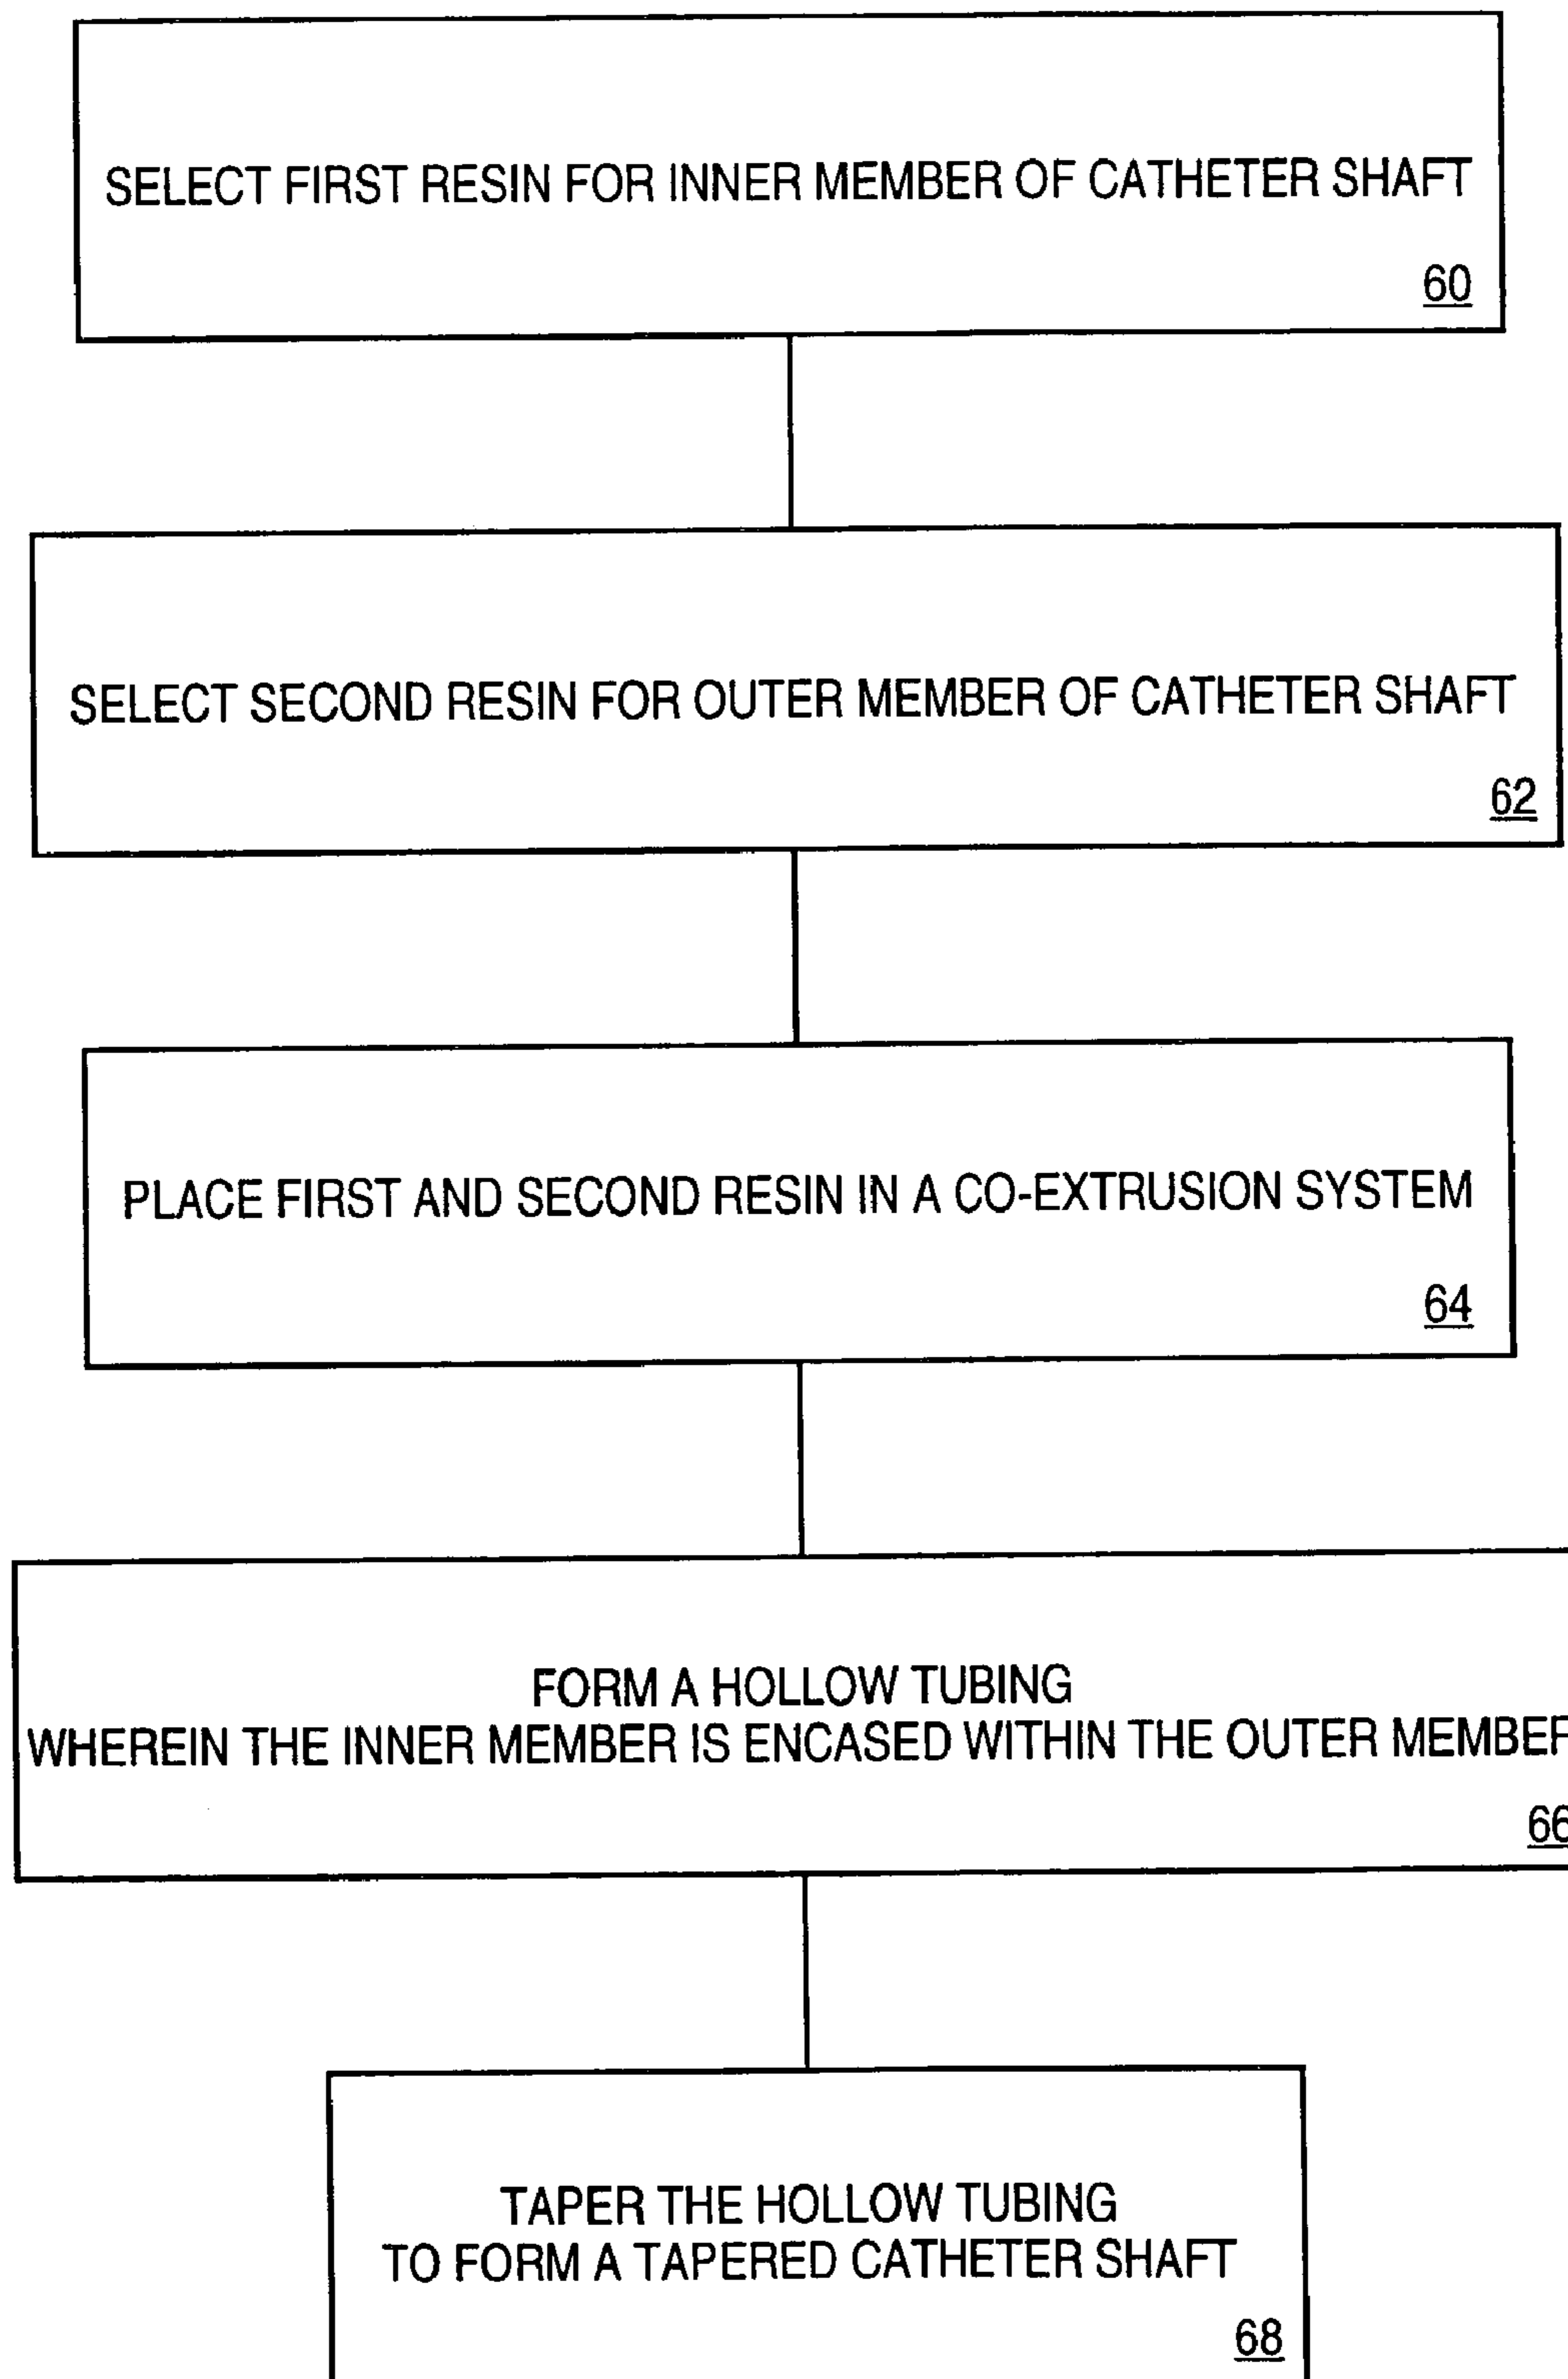 SELECT FIRST RESIN FOR INNER MEMBER OF CATHETER SHAFT
60
SELECT SECOND RESIN FOR OUTER MEMBER OF CATHETER SHAFT
62
PLACE FIRST AND SECOND RESIN IN A CO-EXTRUSION SYSTEM
64
FORM A HOLLOW TUBING
WHEREIN THE INNER MEMBER IS ENCASED WITHIN THE OUTER MEMBER
66
TAPER THE HOLLOW TUBING
TO FORM A TAPERED CATHETER SHAFT
68